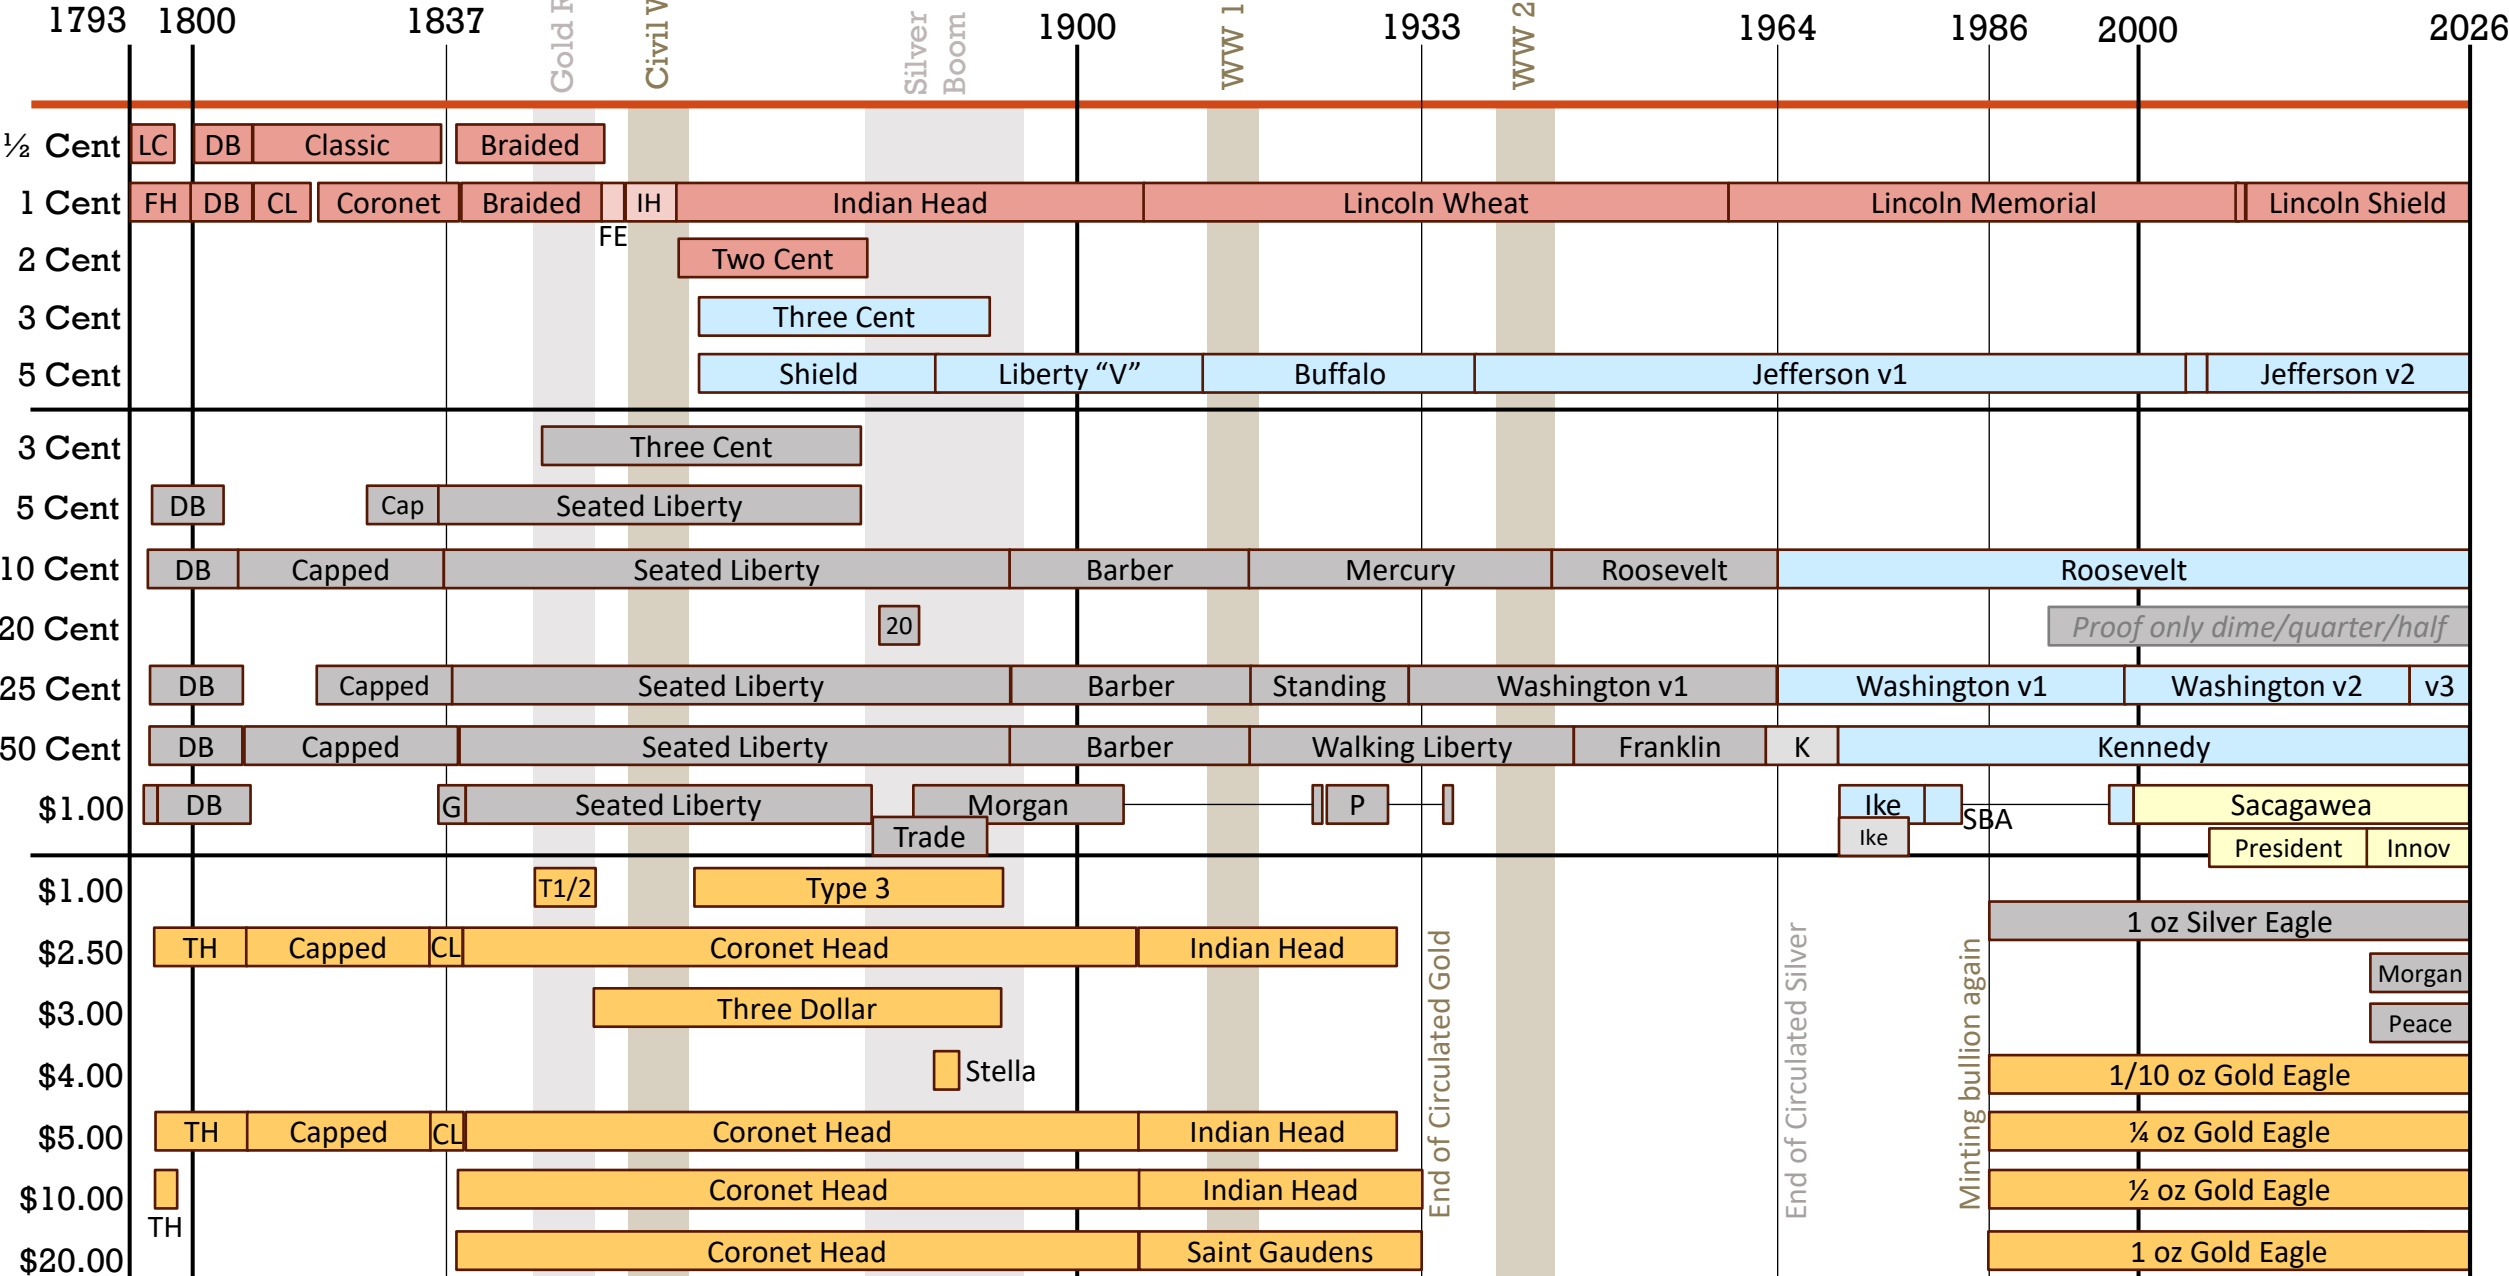 1793 1800 1837 1900 1933 1964 1986 2000 2026
Gold R
Civil W
Silver
Boom
WW 1
WW 2
½ Cent LC DB Classic Braided
1 Cent FH DB CL Coronet Braided IH Indian Head Lincoln Wheat Lincoln Memorial Lincoln Shield
FE
2 Cent Two Cent
3 Cent Three Cent
5 Cent Shield Liberty “V” Buffalo Jefferson v1 Jefferson v2
3 Cent Three Cent
5 Cent DB Cap Seated Liberty
10 Cent DB Capped Seated Liberty Barber Mercury Roosevelt Roosevelt
20 Cent 20 Proof only dime/quarter/half
25 Cent DB Capped Seated Liberty Barber Standing Washington v1 Washington v1 Washington v2 v3
50 Cent DB Capped Seated Liberty Barber Walking Liberty Franklin K Kennedy
$1.00 DB G Seated Liberty Morgan P Ike SBA Sacagawea
Trade Ike President Innov
$1.00 T1/2 Type 3
1 oz Silver Eagle
$2.50 TH Capped CL Coronet Head Indian Head
Morgan
$3.00 Three Dollar
Peace
$4.00 Stella 1/10 oz Gold Eagle
$5.00 TH Capped CL Coronet Head Indian Head ¼ oz Gold Eagle
$10.00 Coronet Head Indian Head ½ oz Gold Eagle
TH
$20.00 Coronet Head Saint Gaudens 1 oz Gold Eagle
End of Circulated Gold
End of Circulated Silver
Minting bullion again